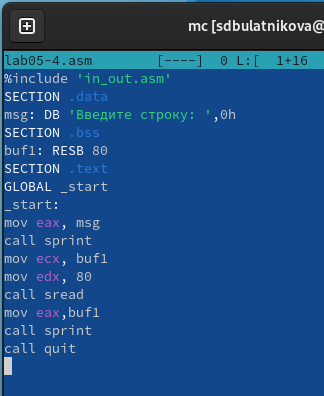 mc [sdbulatnikova@
lab05-4.asm [----] 0 L:[ 1+16
%include 'in_out.asm'
SECTION .data
msg: DB 'Введите строку: ',0h
SECTION .bss
buf1: RESB 80
SECTION .text
GLOBAL _start
_start:
mov eax, msg
call sprint
mov ecx, buf1
mov edx, 80
call sread
mov eax,buf1
call sprint
call quit